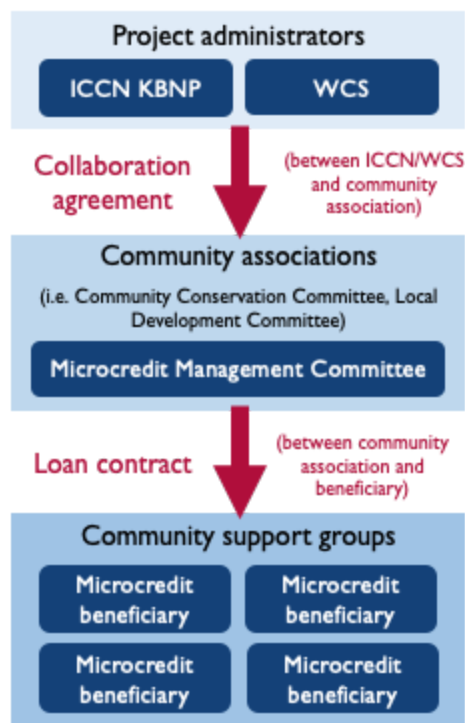 Project administrators
ICCN KBNP
WCS
Collaboration
agreement
(between ICCN/WCS
and community
association)
Community associations
(i.e. Community Conservation Committee, Local
Development Committee)
Microcredit Management Committee
Loan contract
(between community
association and
beneficiary)
Community support groups
Microcredit
beneficiary
Microcredit
beneficiary
Microcredit
beneficiary
Microcredit
beneficiary